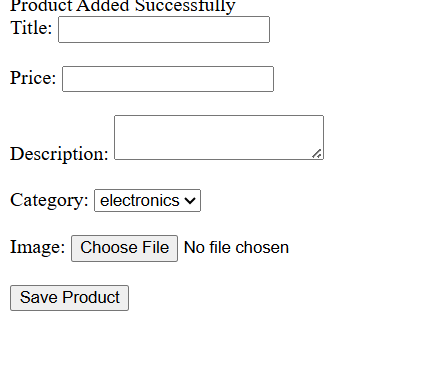 Product Added Successfully
Title:
Price:
Description:
Category: electronics
Image: Choose File No file chosen
Save Product